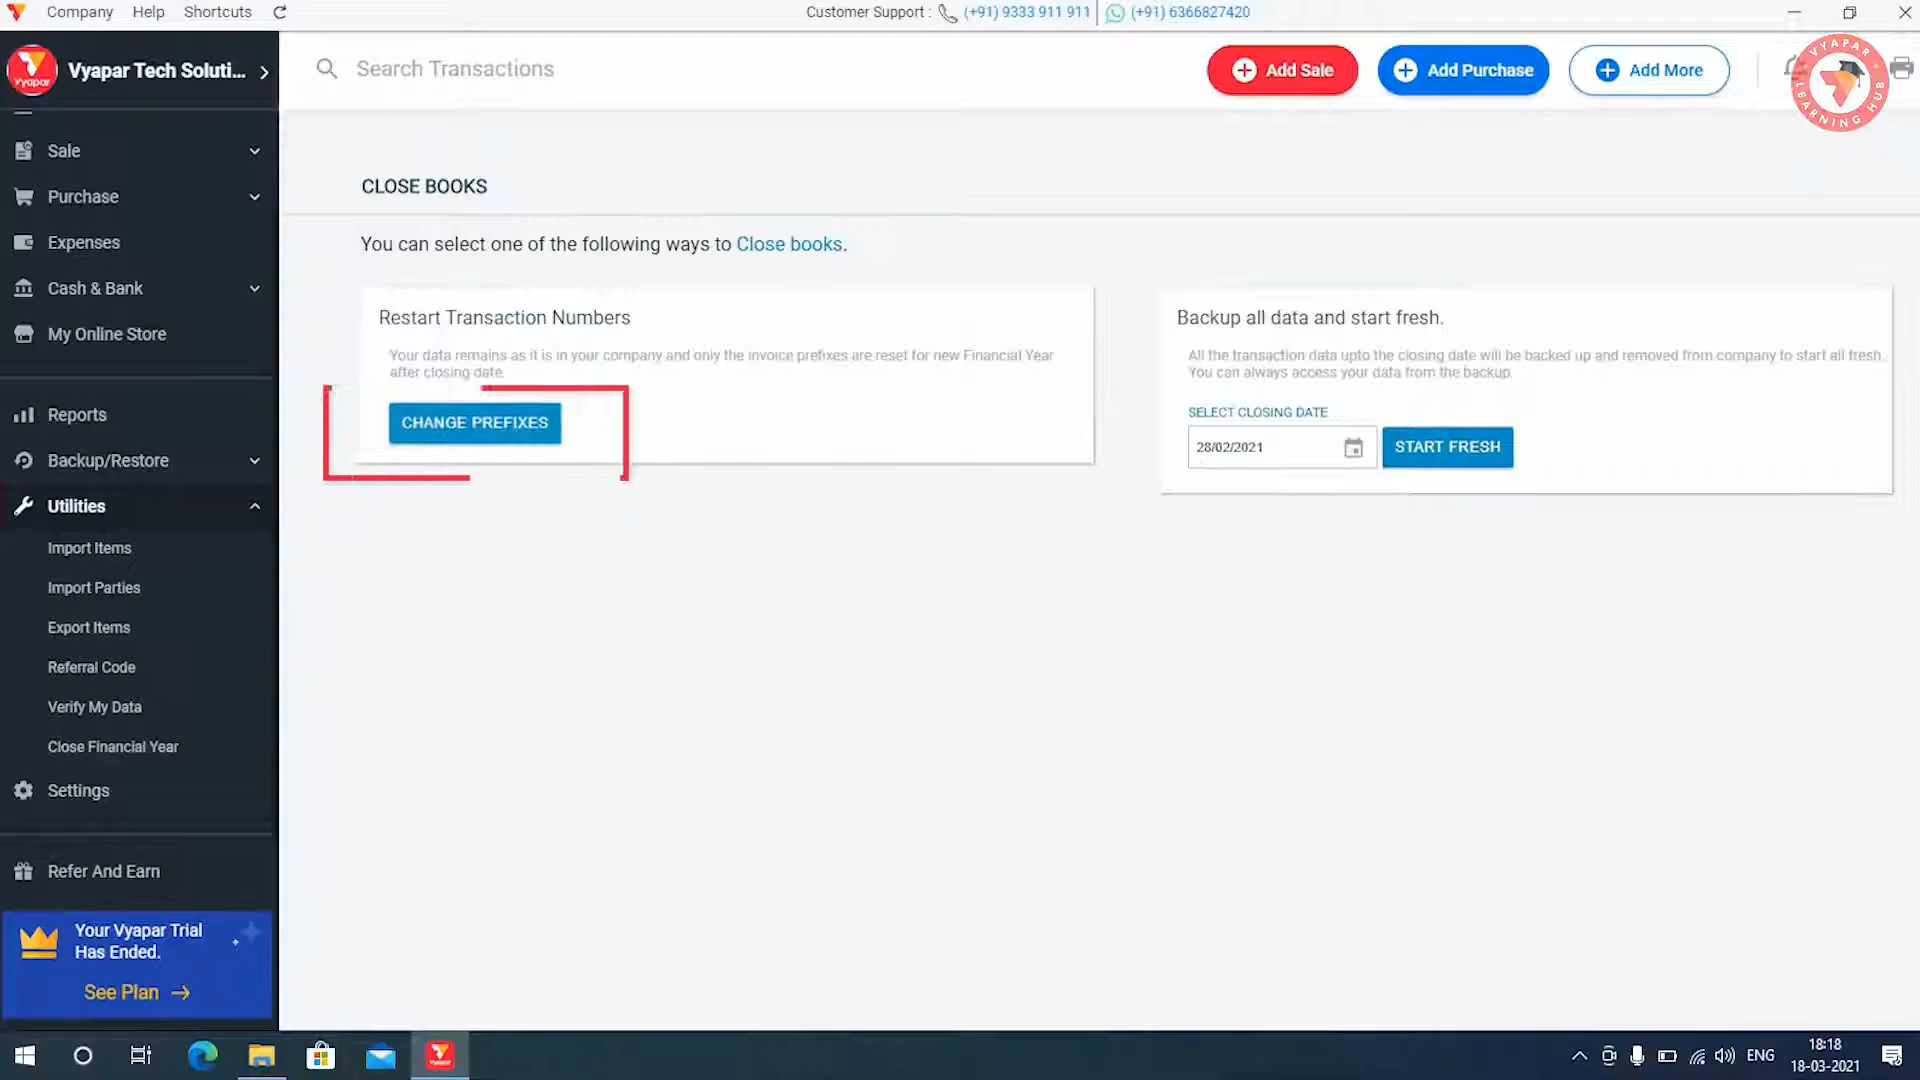 Company Help Shortcuts
Customer Support : (+91) 9333 911 911 (+91) 6366827420
Vyapar
Vyapar Tech Soluti...
Search Transactions
Add Sale
Add Purchase
Add More
VYAPAR
LEARNING HUB
Sale
Purchase
Expenses
Cash & Bank
My Online Store
Reports
Backup/Restore
Utilities
Import Items
Import Parties
Export Items
Referral Code
Verify My Data
Close Financial Year
Settings
Refer And Earn
Your Vyapar Trial
Has Ended.
See Plan
CLOSE BOOKS
You can select one of the following ways to Close books.
Restart Transaction Numbers
Your data remains as it is in your company and only the invoice prefixes are reset for new Financial Year
after closing date.
CHANGE PREFIXES
Backup all data and start fresh.
All the transaction data upto the closing date will be backed up and removed from company to start all fresh.
You can always access your data from the backup.
SELECT CLOSING DATE
28/02/2021
START FRESH
Vyapar
ENG
18:18
18-03-2021